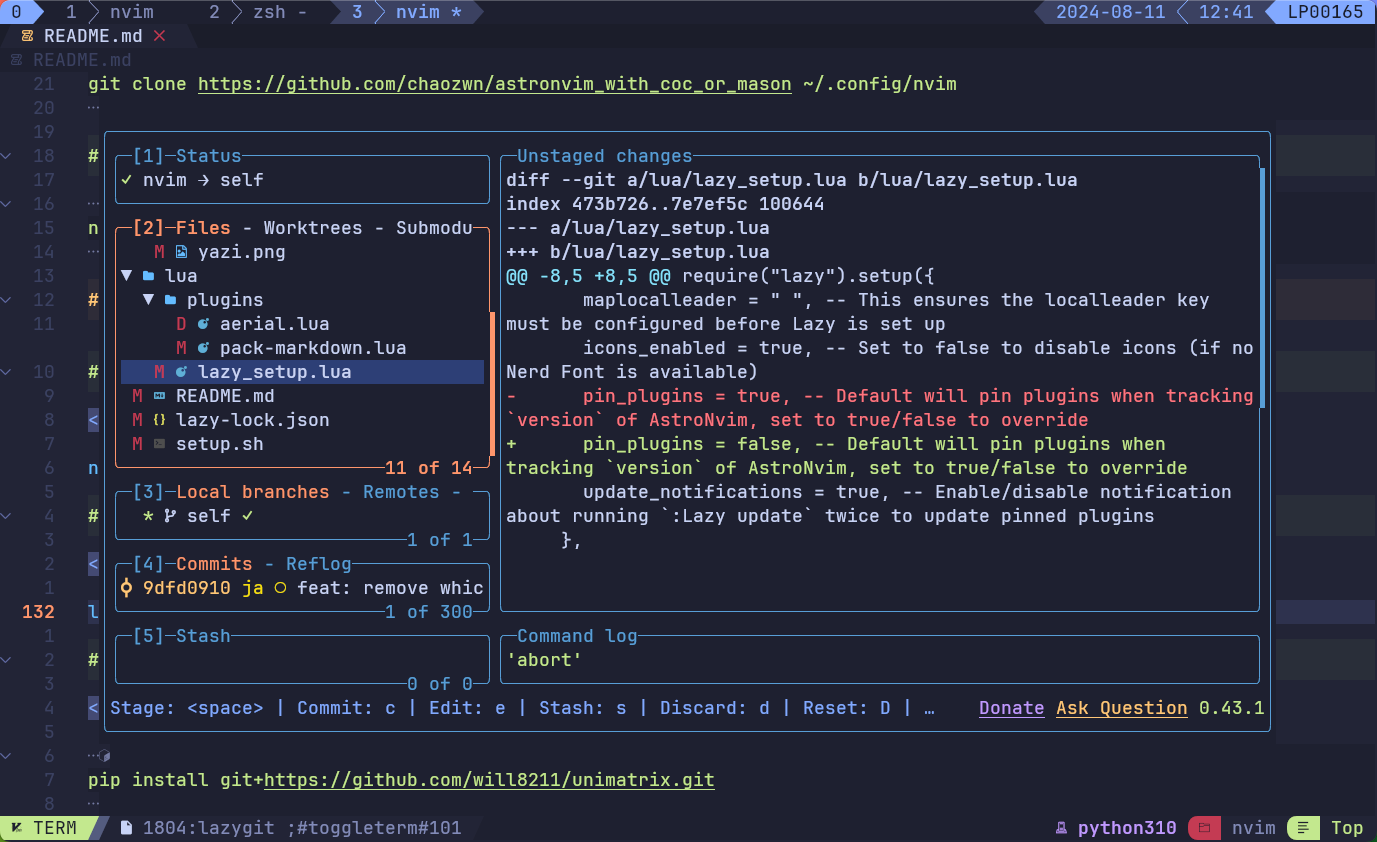 0 1 nvim 2 zsh - 3 nvim * 2024-08-11 12:41 LP00165
README.md
README.md
21 git clone https://github.com/chaozwn/astronvim_with_coc_or_mason ~/.config/nvim
20 ...
19
18 #
17
16 ...
15 n
14 ...
13
12 #
11
10 #
9
8 <
7
6 n
5
4 #
3
2 <
1
132 l
1
2 #
3
4 <
5
6 ...
7 pip install git+https://github.com/will8211/unimatrix.git
8 ...
[1] Status
✓ nvim → self
[2] Files - Worktrees - Submodu
M yazi.png
▼ lua
▼ plugins
D aerial.lua
M pack-markdown.lua
M lazy_setup.lua
M README.md
M {} lazy-lock.json
M setup.sh
11 of 14
[3] Local branches - Remotes -
* self ✓
1 of 1
[4] Commits - Reflog
9dfd0910 ja ○ feat: remove whic
1 of 300
[5] Stash
0 of 0
Unstaged changes
diff --git a/lua/lazy_setup.lua b/lua/lazy_setup.lua
index 473b726..7e7ef5c 100644
--- a/lua/lazy_setup.lua
+++ b/lua/lazy_setup.lua
@@ -8,5 +8,5 @@ require("lazy").setup({
maplocalleader = " ", -- This ensures the localleader key
must be configured before Lazy is set up
icons_enabled = true, -- Set to false to disable icons (if no
Nerd Font is available)
- pin_plugins = true, -- Default will pin plugins when tracking
`version` of AstroNvim, set to true/false to override
+ pin_plugins = false, -- Default will pin plugins when
tracking `version` of AstroNvim, set to true/false to override
update_notifications = true, -- Enable/disable notification
about running `:Lazy update` twice to update pinned plugins
},
Command log
'abort'
Stage: <space> | Commit: c | Edit: e | Stash: s | Discard: d | Reset: D | … Donate Ask Question 0.43.1
TERM 1804:lazygit ;#toggleterm#101 python310 nvim Top